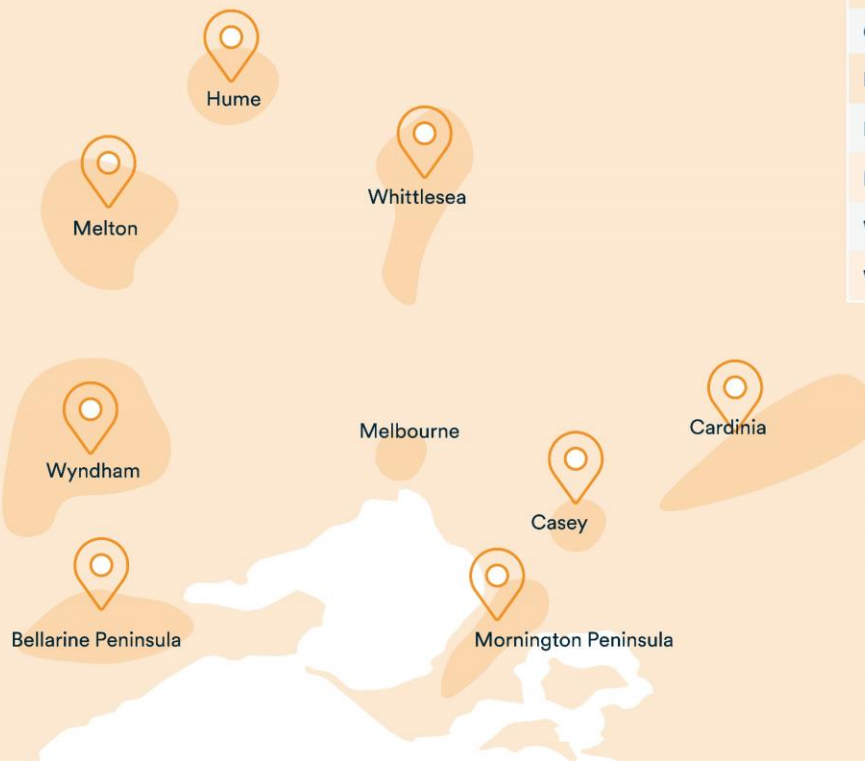 Hume
Whittlesea
Melton
Cardinia
Melbourne
Wyndham
Casey
Bellarine Peninsula
Mornington Peninsula